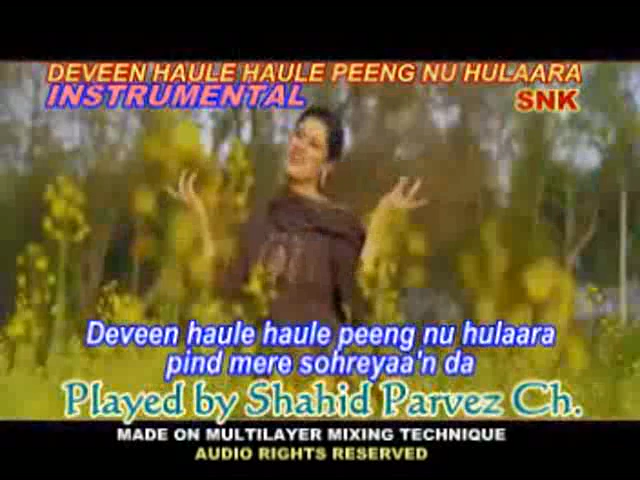 DEVEEN HAULE HAULE PEENG NU HULAARA
INSTRUMENTAL
SNK
Deveen haule haule peeng nu hulaara
pind mere sohreyaa'n da
Played by Shahid Parvez Ch.
MADE ON MULTILAYER MIXING TECHNIQUE
AUDIO RIGHTS RESERVED